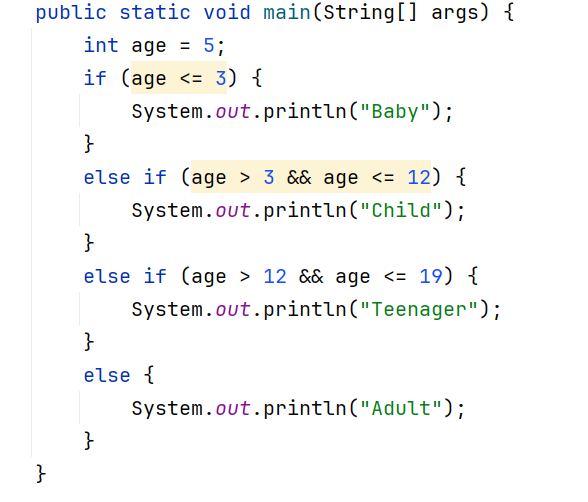 public static void main(String[] args) {
    int age = 5;
    if (age <= 3) {
        System.out.println("Baby");
    }
    else if (age > 3 && age <= 12) {
        System.out.println("Child");
    }
    else if (age > 12 && age <= 19) {
        System.out.println("Teenager");
    }
    else {
        System.out.println("Adult");
    }
}